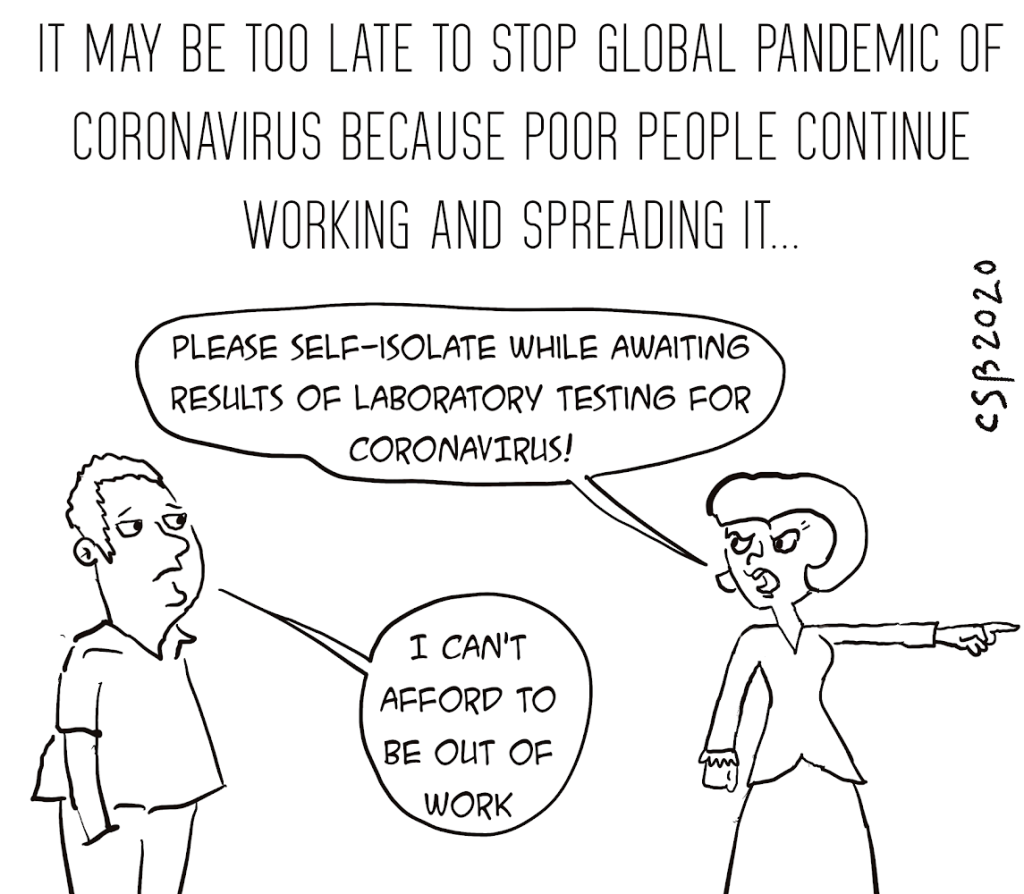 IT MAY BE TOO LATE TO STOP GLOBAL PANDEMIC OF
CORONAVIRUS BECAUSE POOR PEOPLE CONTINUE
WORKING AND SPREADING IT...
CSβ2020
PLEASE SELF-ISOLATE WHILE AWAITING
RESULTS OF LABORATORY TESTING FOR
CORONAVIRUS!
I CAN'T
AFFORD TO
BE OUT OF
WORK